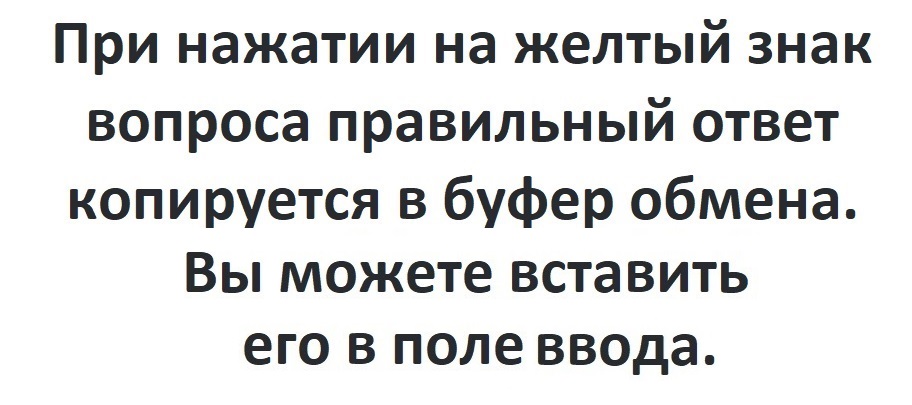 При нажатии на желтый знак
вопроса правильный ответ
копируется в буфер обмена.
Вы можете вставить
его в поле ввода.